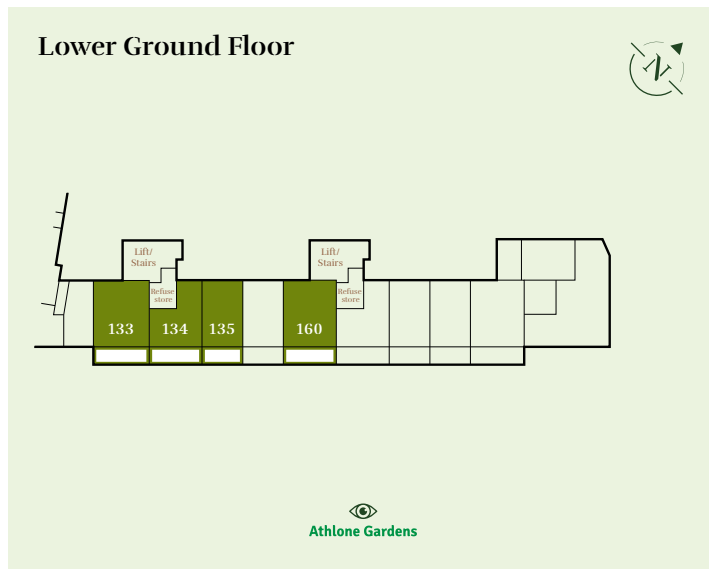 Lower Ground Floor
N
Lift/
Stairs
Lift/
Stairs
Refuse
store
Refuse
store
133
134
135
160
Athlone Gardens